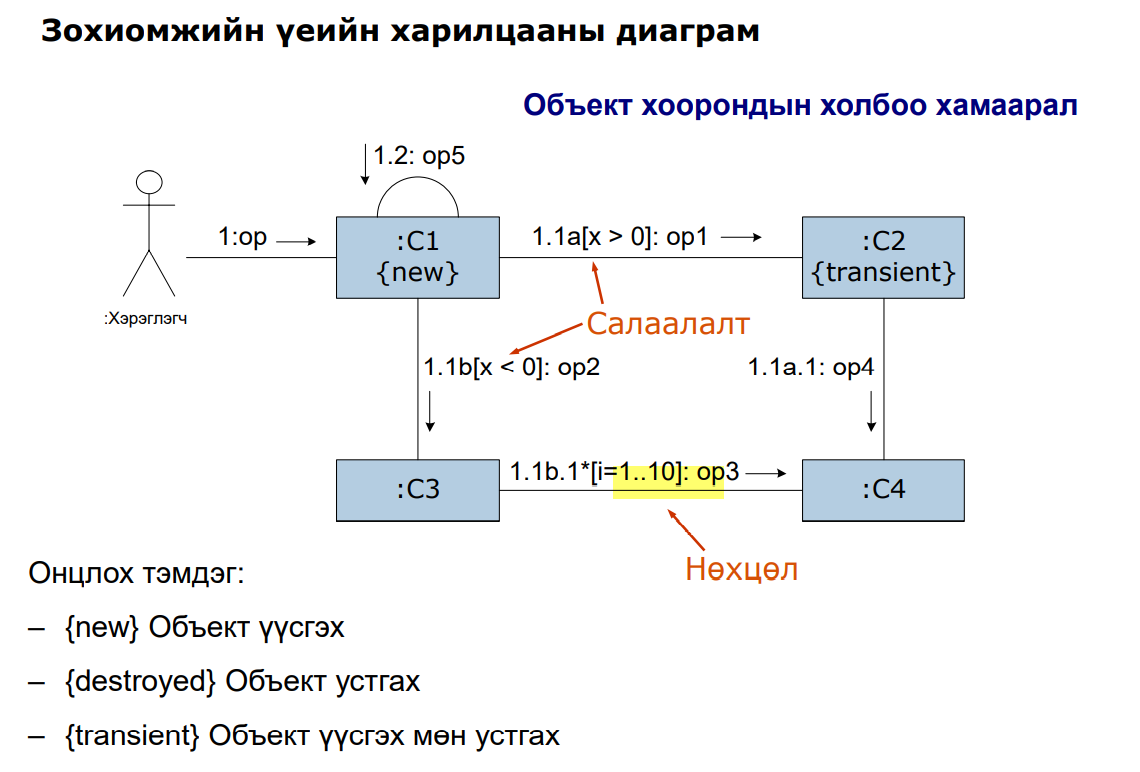 Зохиомжийн үеийн харилцааны диаграм
Объект хоорондын холбоо хамаарал
1.2: op5
1:op
:C1
{new}
1.1a[x > 0]: op1
:C2
{transient}
:Хэрэглэгч
Салаалалт
1.1b[x < 0]: op2
1.1a.1: op4
:C3
1.1b.1*[i=1..10]: op3
:C4
Нөхцөл
Онцлох тэмдэг:
– {new} Объект үүсгэх
– {destroyed} Объект устгах
– {transient} Объект үүсгэх мөн устгах